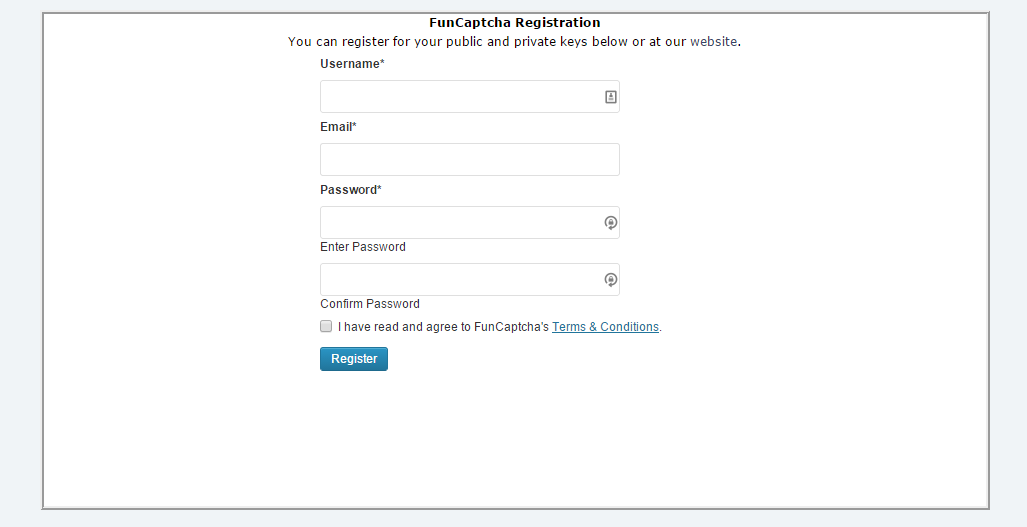 FunCaptcha Registration
You can register for your public and private keys below or at our website.
Username*
Email*
Password*
Enter Password
Confirm Password
I have read and agree to FunCaptcha's Terms & Conditions.
Register